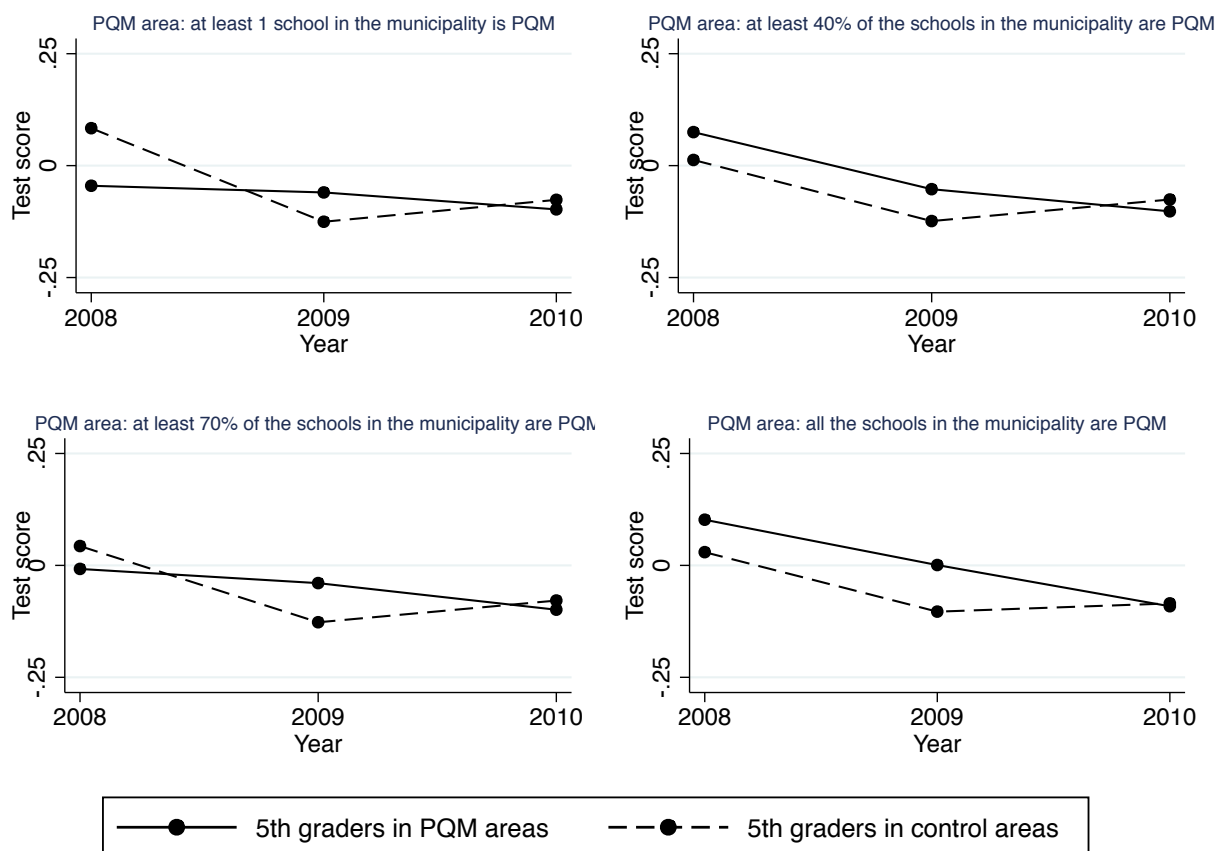 PQM area: at least 1 school in the municipality is PQM
.25
0
-.25
Test score
2008
2009
2010
Year
PQM area: at least 40% of the schools in the municipality are PQM
.25
0
-.25
Test score
2008
2009
2010
Year
PQM area: at least 70% of the schools in the municipality are PQM
.25
0
-.25
Test score
2008
2009
2010
Year
PQM area: all the schools in the municipality are PQM
.25
0
-.25
Test score
2008
2009
2010
Year
5th graders in PQM areas
5th graders in control areas